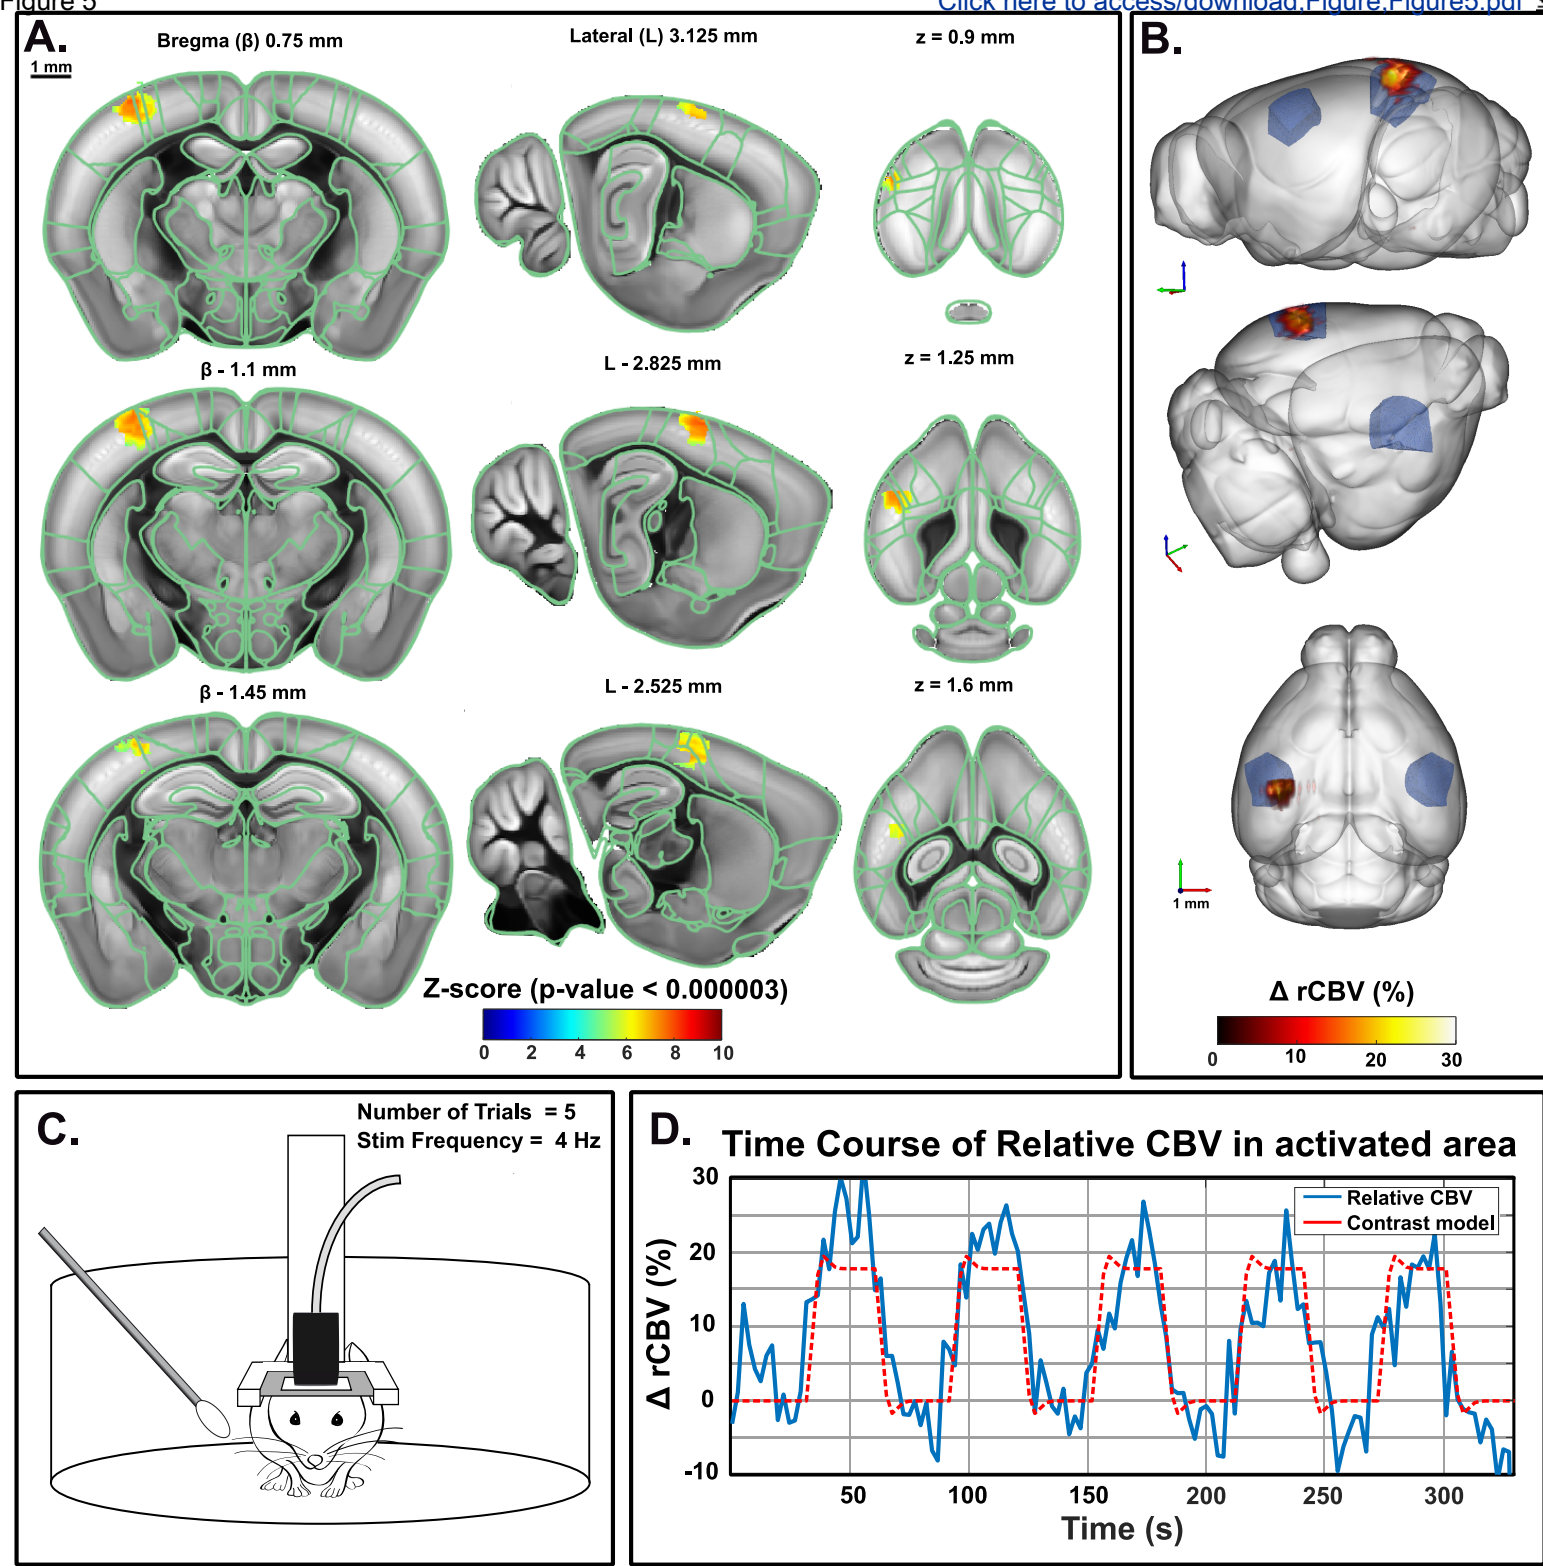 Figure 5
Click here to access/download;Figure;Figure5.pdf
A.
Bregma (β) 0.75 mm
Lateral (L) 3.125 mm
z = 0.9 mm
1 mm
β - 1.1 mm
L - 2.825 mm
z = 1.25 mm
β - 1.45 mm
L - 2.525 mm
z = 1.6 mm
Z-score (p-value < 0.000003)
0 2 4 6 8 10
B.
1 mm
Δ rCBV (%)
0 10 20 30
C.
Number of Trials = 5
Stim Frequency = 4 Hz
D.
Time Course of Relative CBV in activated area
Δ rCBV (%)
30
20
10
0
-10
Relative CBV
Contrast model
50 100 150 200 250 300
Time (s)